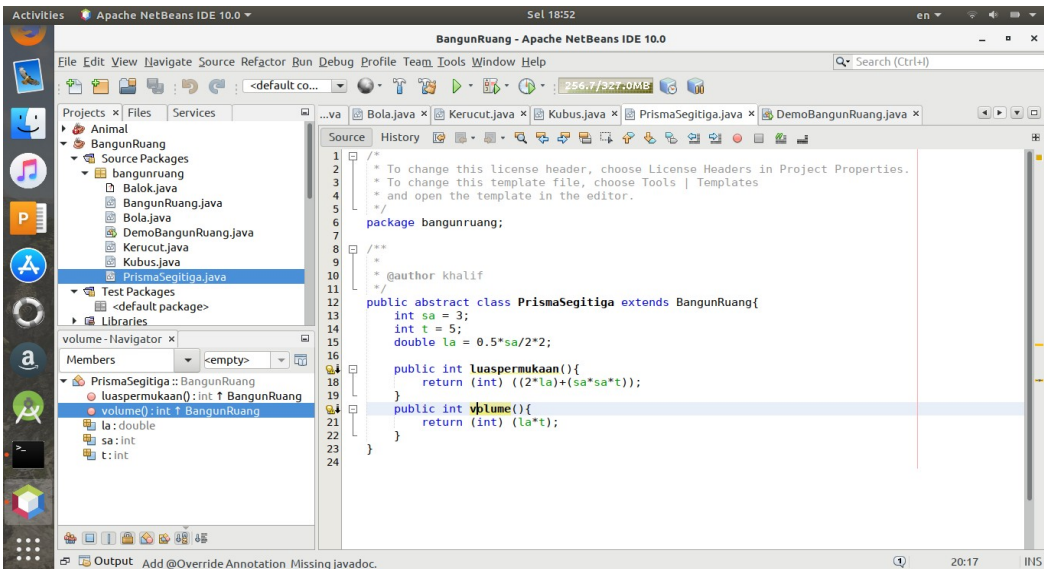 Activities Apache NetBeans IDE 10.0 Sel 18:52 en
BangunRuang - Apache NetBeans IDE 10.0
File Edit View Navigate Source Refactor Run Debug Profile Team Tools Window Help Search (Ctrl+I)
<default co... 256.7/327.0MB
Projects Files Services
...va Bola.java Kerucut.java Kubus.java PrismaSegitiga.java DemoBangunRuang.java
Source History
Animal
BangunRuang
Source Packages
bangunruang
Balok.java
BangunRuang.java
Bola.java
DemoBangunRuang.java
Kerucut.java
Kubus.java
PrismaSegitiga.java
Test Packages
<default package>
Libraries
volume - Navigator
Members <empty>
PrismaSegitiga :: BangunRuang
luaspermukaan() : int ↑ BangunRuang
volume() : int ↑ BangunRuang
la : double
sa : int
t : int
1 /*
2 * To change this license header, choose License Headers in Project Properties.
3 * To change this template file, choose Tools | Templates
4 * and open the template in the editor.
5 */
6 package bangunruang;
7
8 /**
9 *
10 * @author khalif
11 */
12 public abstract class PrismaSegitiga extends BangunRuang{
13 int sa = 3;
14 int t = 5;
15 double la = 0.5*sa/2*2;
16
public int luaspermukaan(){
18 return (int) ((2*la)+(sa*sa*t));
19 }
public int volume(){
21 return (int) (la*t);
22 }
23 }
24
Output Add @Override Annotation Missing javadoc. 1 20:17 INS